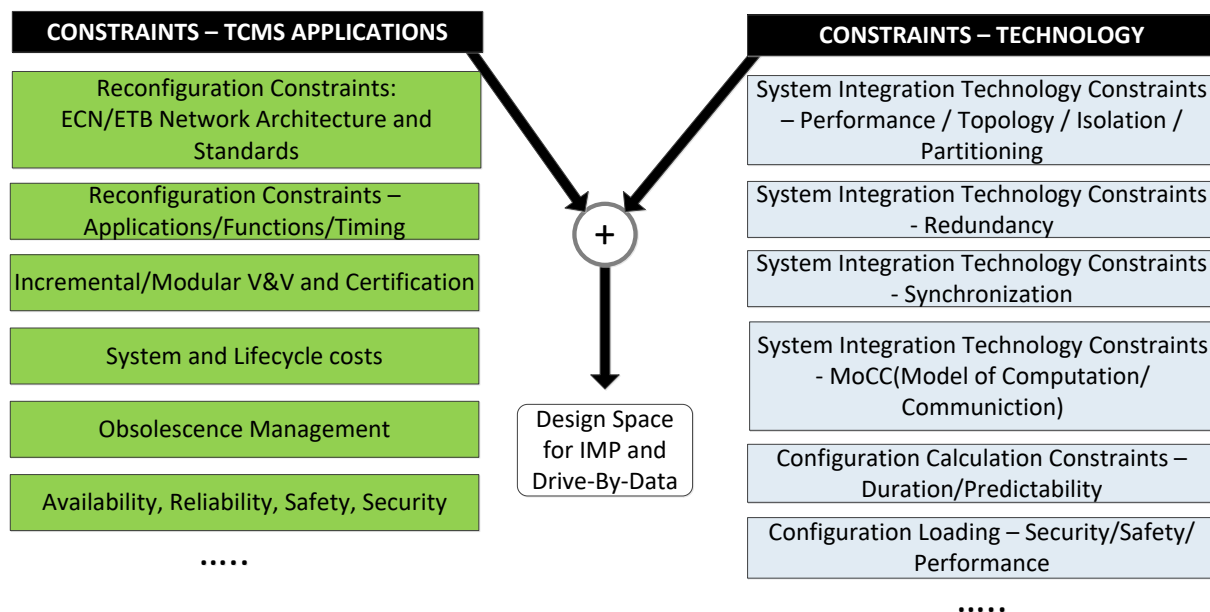 CONSTRAINTS – TCMS APPLICATIONS
Reconfiguration Constraints:
ECN/ETB Network Architecture and
Standards
Reconfiguration Constraints –
Applications/Functions/Timing
Incremental/Modular V&V and Certification
System and Lifecycle costs
Obsolescence Management
Availability, Reliability, Safety, Security
.....
+
Design Space
for IMP and
Drive-By-Data
CONSTRAINTS – TECHNOLOGY
System Integration Technology Constraints
– Performance / Topology / Isolation /
Partitioning
System Integration Technology Constraints
- Redundancy
System Integration Technology Constraints
- Synchronization
System Integration Technology Constraints
- MoCC(Model of Computation/
Communiction)
Configuration Calculation Constraints –
Duration/Predictability
Configuration Loading – Security/Safety/
Performance
.....